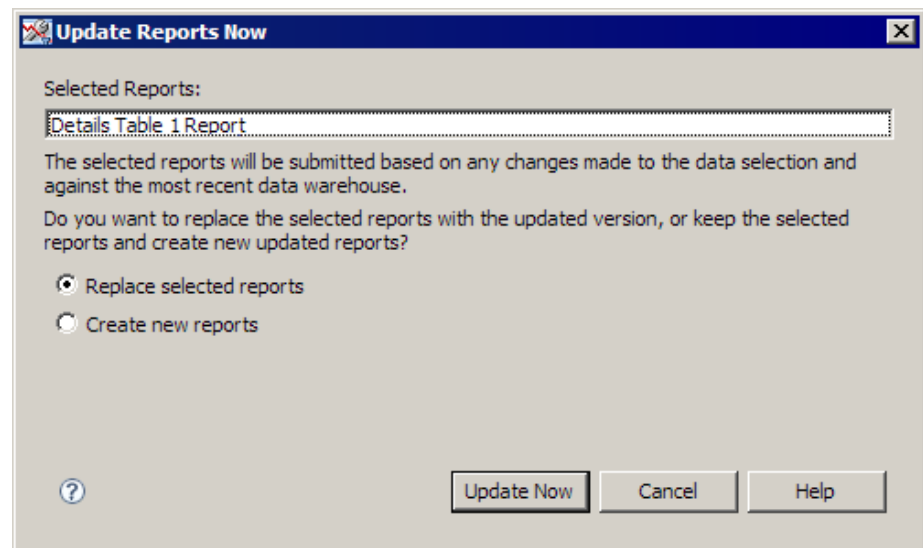 Update Reports Now
Selected Reports:
Details Table 1 Report
The selected reports will be submitted based on any changes made to the data selection and
against the most recent data warehouse.
Do you want to replace the selected reports with the updated version, or keep the selected
reports and create new updated reports?
Replace selected reports
Create new reports
?
Update Now
Cancel
Help